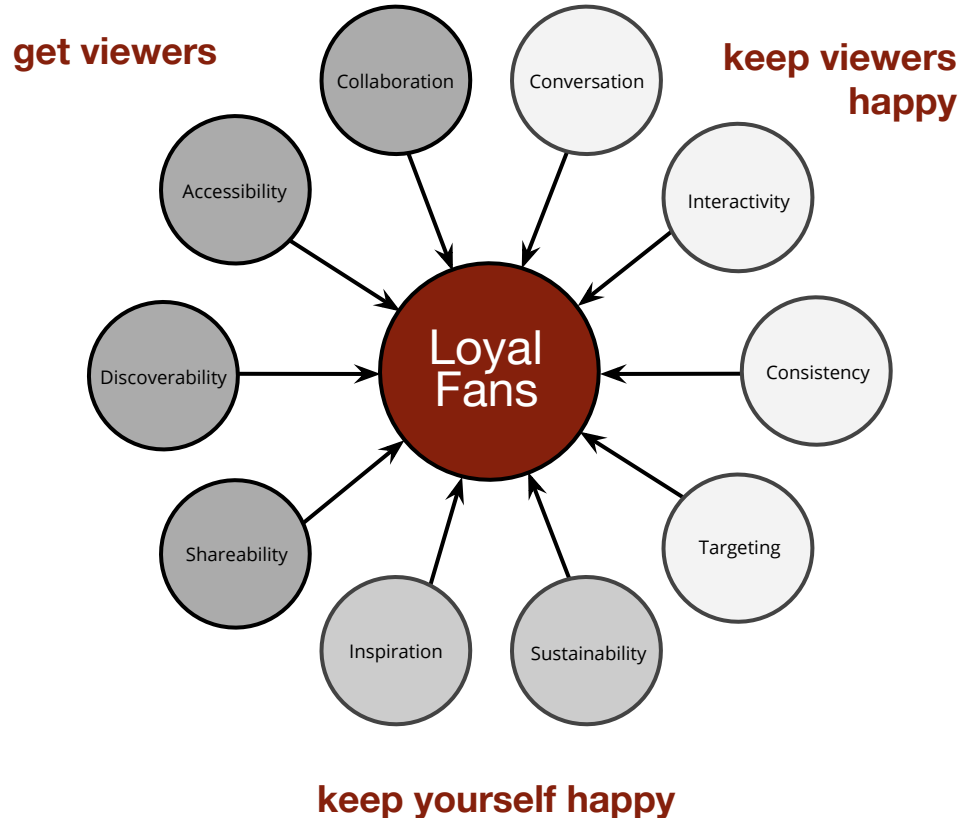 get viewers
keep viewers
happy
Collaboration
Conversation
Accessibility
Interactivity
Loyal
Fans
Discoverability
Consistency
Shareability
Targeting
Inspiration
Sustainability
keep yourself happy